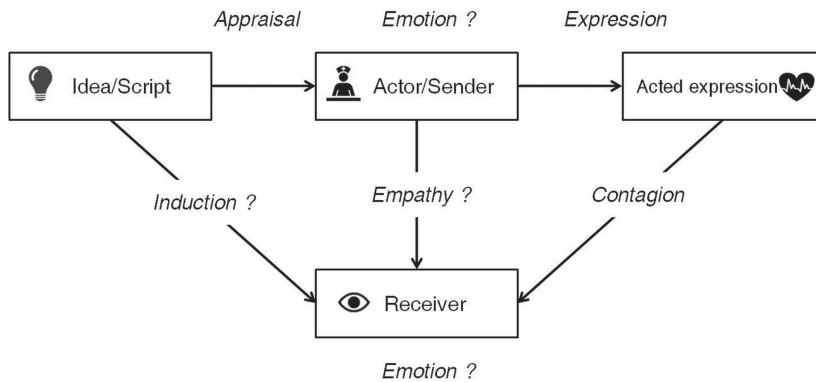 Appraisal
Emotion ?
Expression
Idea/Script
Actor/Sender
Acted expression
Induction ?
Empathy ?
Contagion
Receiver
Emotion ?